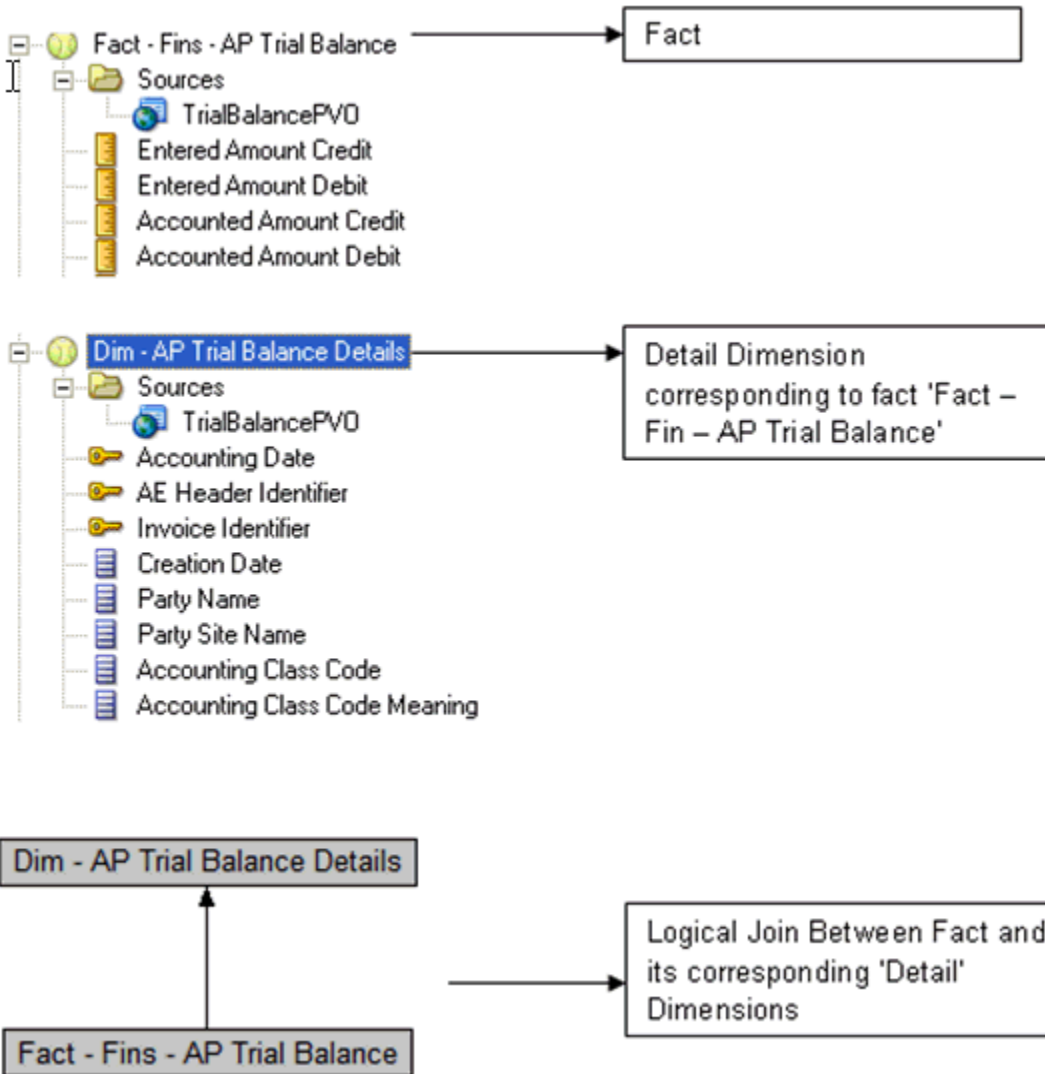 Fact - Fins - AP Trial Balance
Fact
Sources
TrialBalancePVO
Entered Amount Credit
Entered Amount Debit
Accounted Amount Credit
Accounted Amount Debit
Dim - AP Trial Balance Details
Detail Dimension
corresponding to fact 'Fact –
Fin – AP Trial Balance'
Sources
TrialBalancePVO
Accounting Date
AE Header Identifier
Invoice Identifier
Creation Date
Party Name
Party Site Name
Accounting Class Code
Accounting Class Code Meaning
Dim - AP Trial Balance Details
Logical Join Between Fact and
its corresponding 'Detail'
Dimensions
Fact - Fins - AP Trial Balance